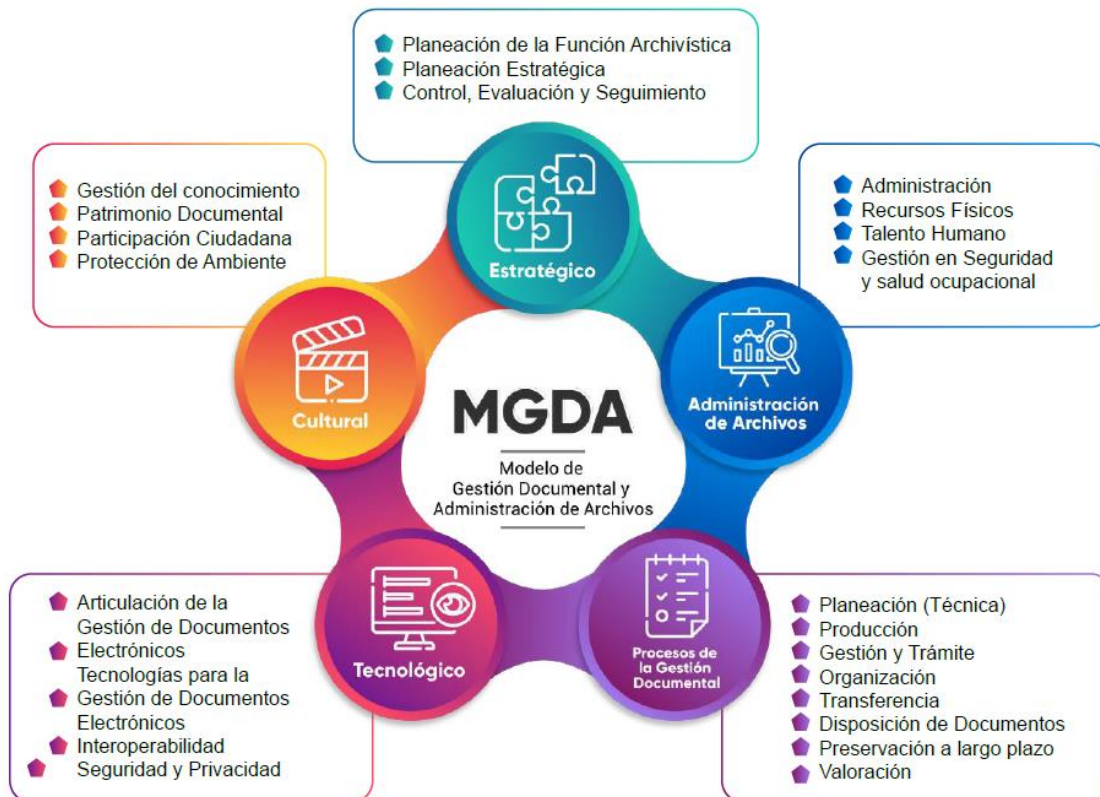 Planeación de la Función Archivística
Planeación Estratégica
Control, Evaluación y Seguimiento
Estratégico
Gestión del conocimiento
Patrimonio Documental
Participación Ciudadana
Protección de Ambiente
Cultural
Administración
Recursos Físicos
Talento Humano
Gestión en Seguridad
y salud ocupacional
Administración
de Archivos
MGDA
Modelo de
Gestión Documental y
Administración de Archivos
Articulación de la
Gestión de Documentos
Electrónicos
Tecnologías para la
Gestión de Documentos
Electrónicos
Interoperabilidad
Seguridad y Privacidad
Tecnológico
Procesos de
la Gestión
Documental
Planeación (Técnica)
Producción
Gestión y Trámite
Organización
Transferencia
Disposición de Documentos
Preservación a largo plazo
Valoración